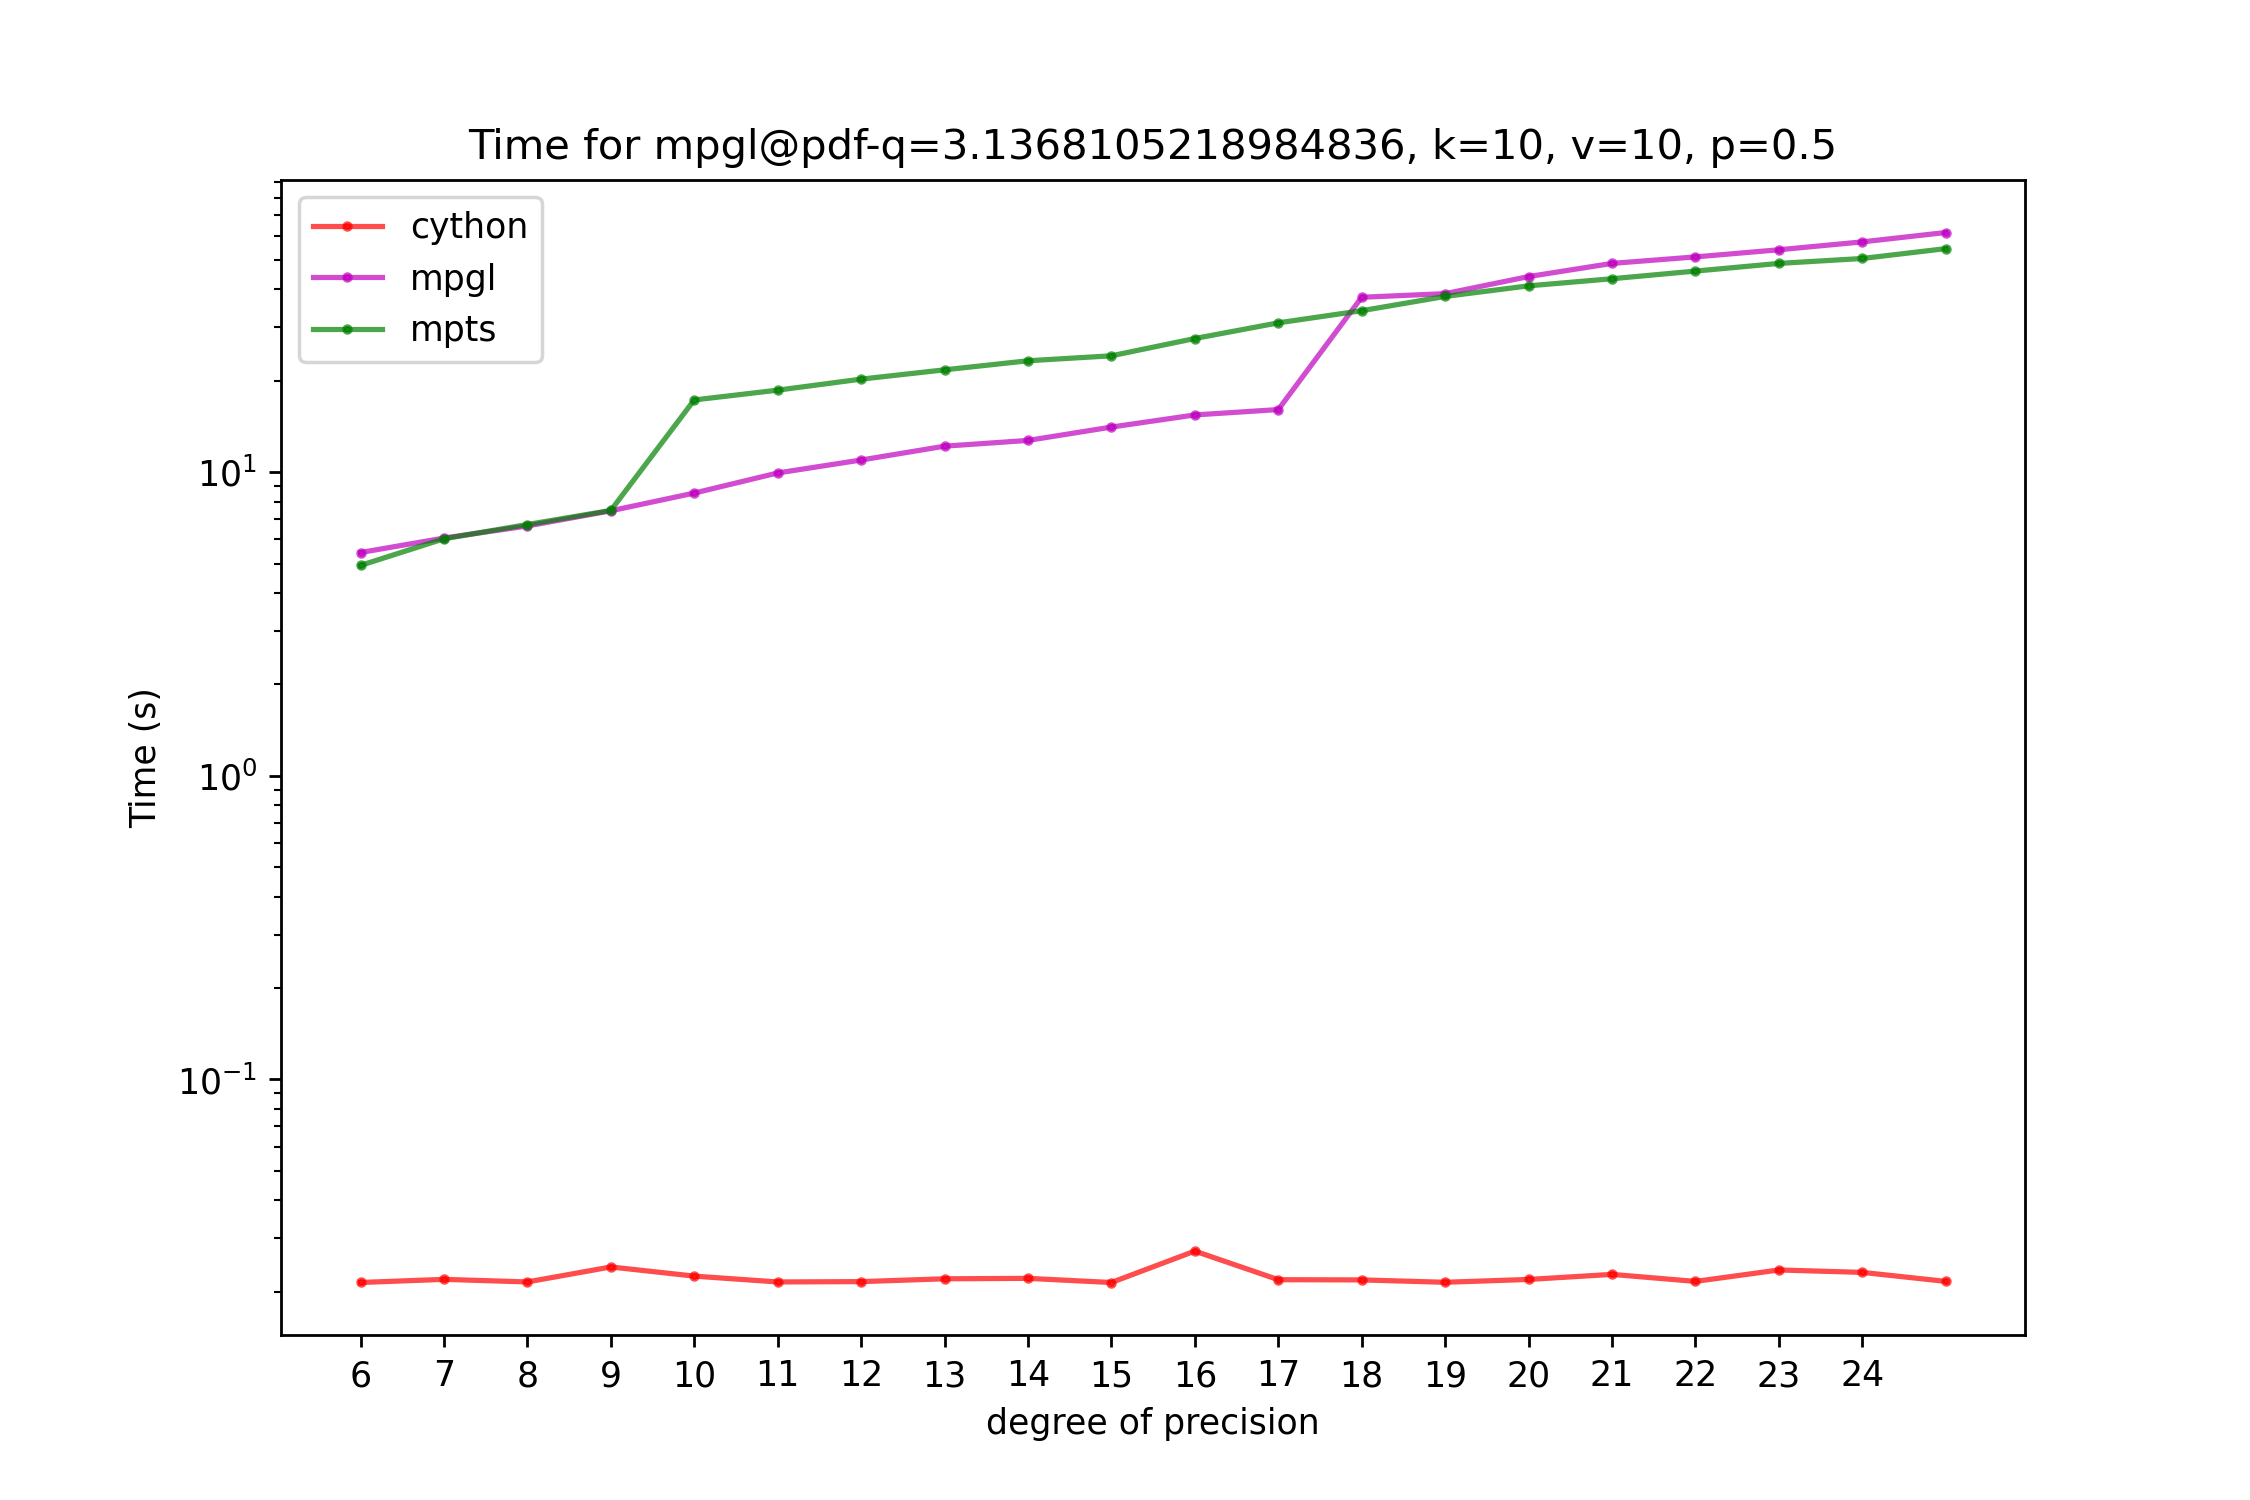 Time for mpgl@pdf-q=3.1368105218984836, k=10, v=10, p=0.5
cython
mpgl
mpts
10¹
10⁰
10⁻¹
Time (s)
6 7 8 9 10 11 12 13 14 15 16 17 18 19 20 21 22 23 24
degree of precision